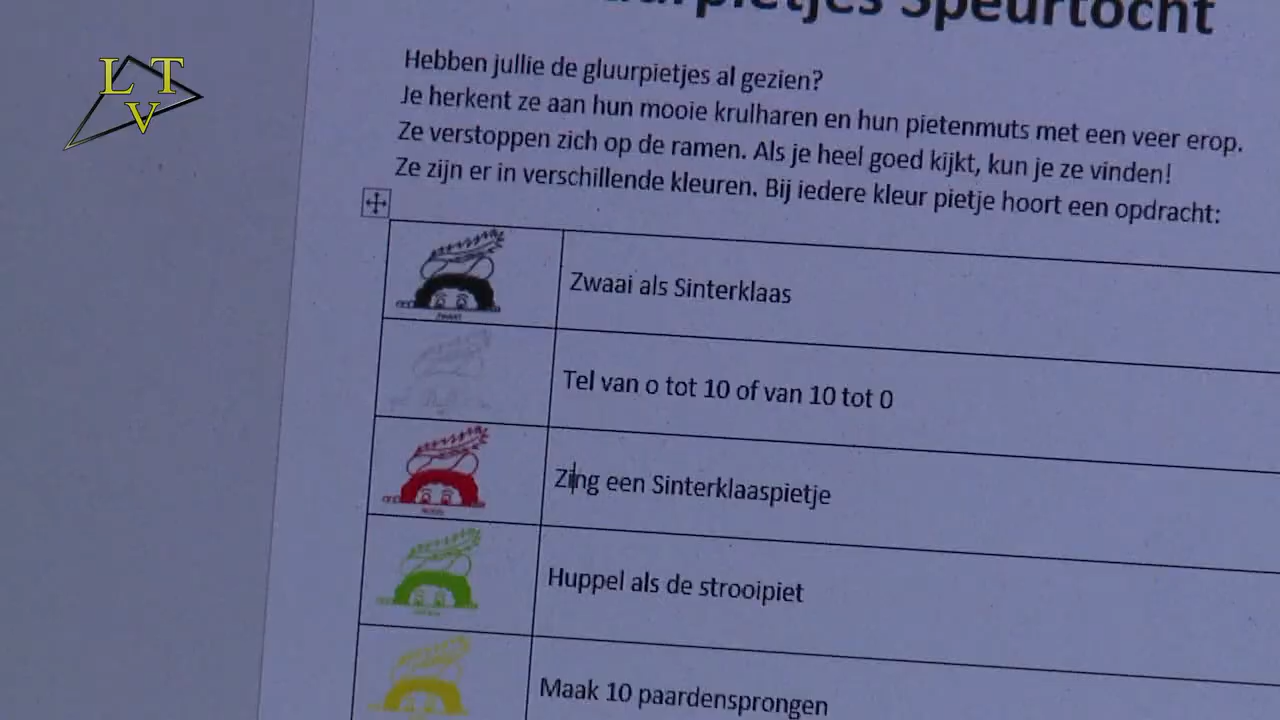 Speurtocht
LTV
Hebben jullie de gluurpietjes al gezien?
Je herkent ze aan hun mooie krulharen en hun pietenmuts met een veer erop.
Ze verstoppen zich op de ramen. Als je heel goed kijkt, kun je ze vinden!
Ze zijn er in verschillende kleuren. Bij iedere kleur pietje hoort een opdracht:
Zwaai als Sinterklaas
Tel van o tot 10 of van 10 tot 0
Zing een Sinterklaaspietje
Huppel als de strooipiet
Maak 10 paardensprongen